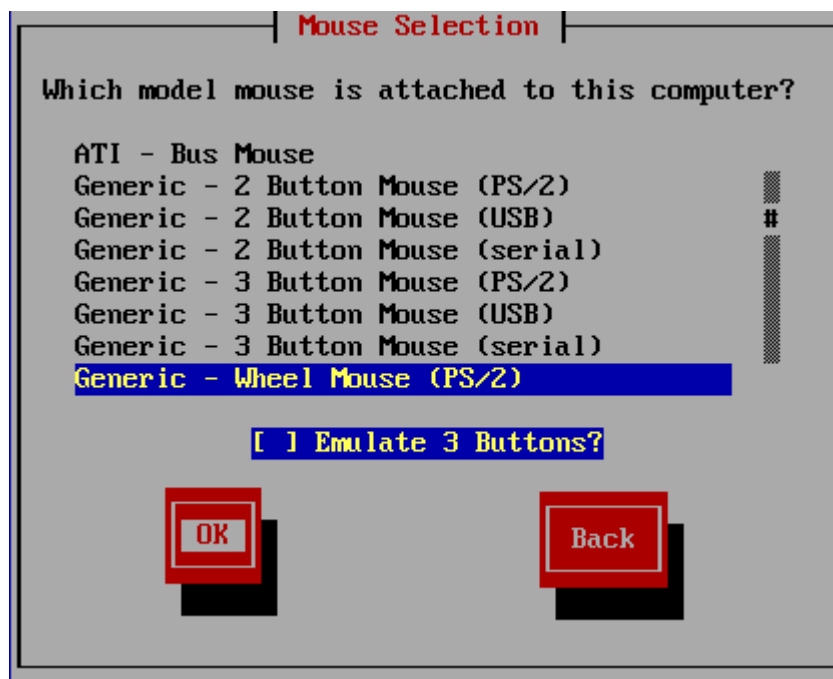 Mouse Selection
Which model mouse is attached to this computer?
ATI - Bus Mouse
Generic - 2 Button Mouse (PS/2)
Generic - 2 Button Mouse (USB)
#
Generic - 2 Button Mouse (serial)
Generic - 3 Button Mouse (PS/2)
Generic - 3 Button Mouse (USB)
Generic - 3 Button Mouse (serial)
Generic - Wheel Mouse (PS/2)
[ ] Emulate 3 Buttons?
OK
Back